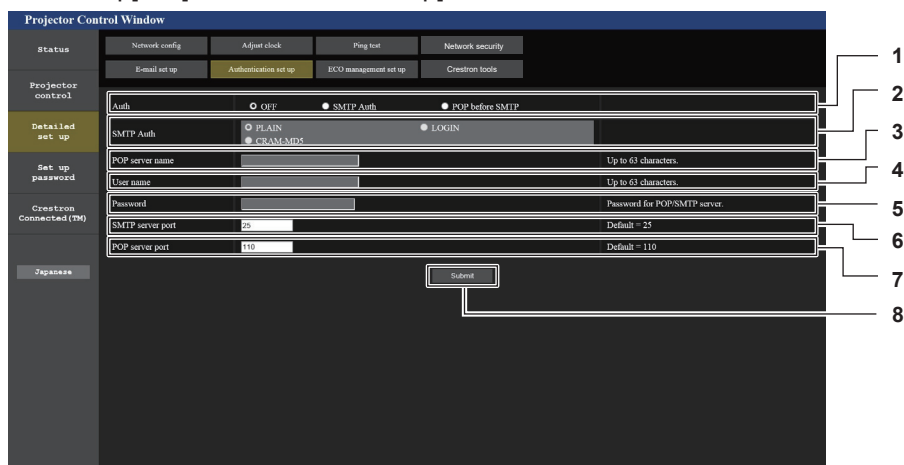 Projector Control Window
Status
Network config
Adjust clock
Ping test
Network security
E-mail set up
Authentication set up
ECO management set up
Crestron tools
Projector
control
Detailed
set up
Set up
password
Crestron
Connected(TM)
Japanese
Auth
OFF
SMTP Auth
POP before SMTP
SMTP Auth
PLAIN
LOGIN
CRAM-MD5
POP server name
Up to 63 characters.
User name
Up to 63 characters.
Password
Password for POP/SMTP server.
SMTP server port
25
Default = 25
POP server port
110
Default = 110
Submit
1
2
3
4
5
6
7
8